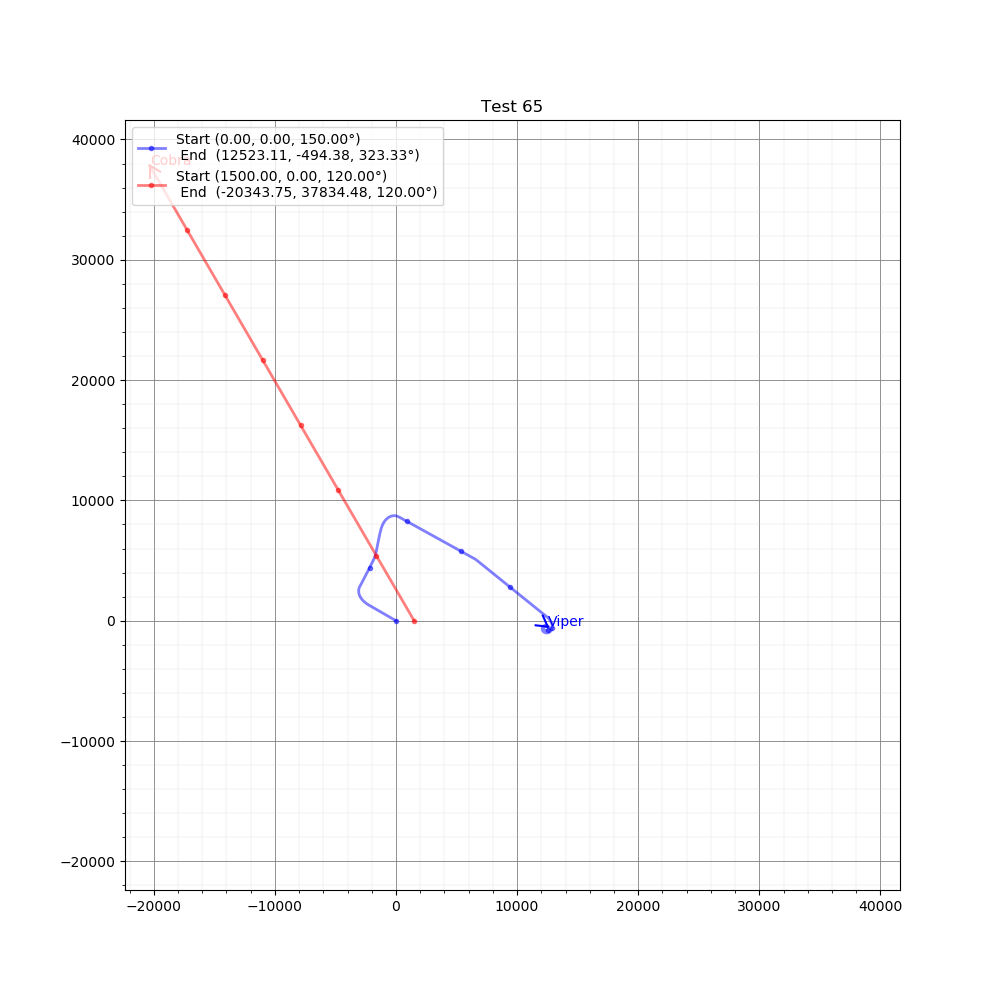 Test 65
40000
30000
20000
10000
0
−10000
−20000
Start (0.00, 0.00, 150.00°)
End (12523.11, -494.38, 323.33°)
Start (1500.00, 0.00, 120.00°)
End (-20343.75, 37834.48, 120.00°)
Cobra
Viper
−20000
−10000
0
10000
20000
30000
40000